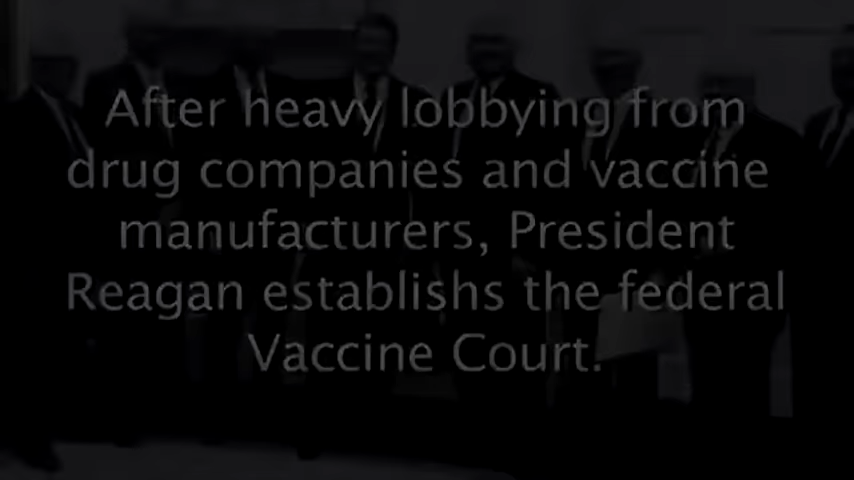 After heavy lobbying from
drug companies and vaccine
manufacturers, President
Reagan establishs the federal
Vaccine Court.